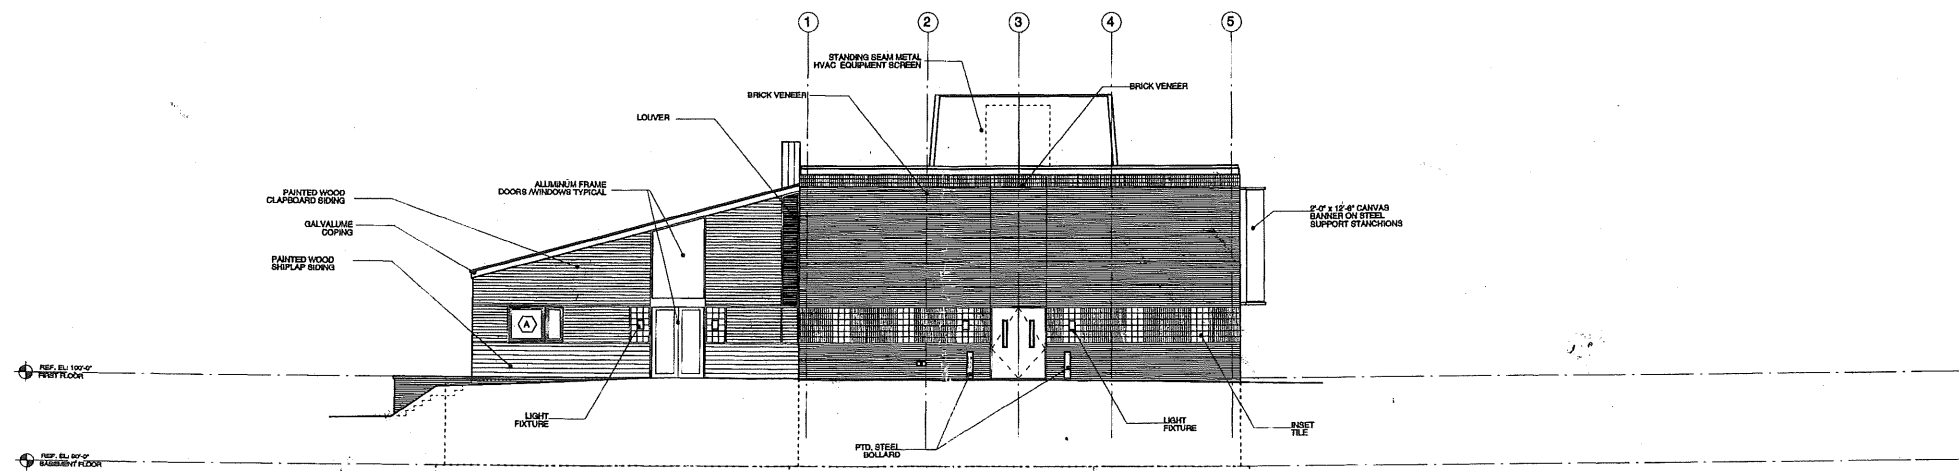 1
2
3
4
5
STANDING SEAM METAL
HVAC EQUIPMENT SCREEN
BRICK VENEER
BRICK VENEER
LOUVER
ALUMINUM FRAME
DOORS /WINDOWS TYPICAL
PAINTED WOOD
CLAPBOARD SIDING
GALVALUME
COPING
PAINTED WOOD
SHIPLAP SIDING
2'-0" x 12'-6" CANVAS
BANNER ON STEEL
SUPPORT STANCHIONS
A
REF. EL: 100'-0"
FIRST FLOOR
LIGHT
FIXTURE
PTD. STEEL
BOLLARD
LIGHT
FIXTURE
INSET
TILE
REF. EL: 90'-0"
BASEMENT FLOOR